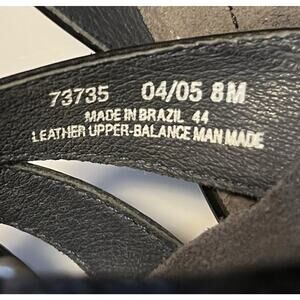 73735 04/05 8M
MADE IN BRAZIL 44
LEATHER UPPER-BALANCE MAN MADE